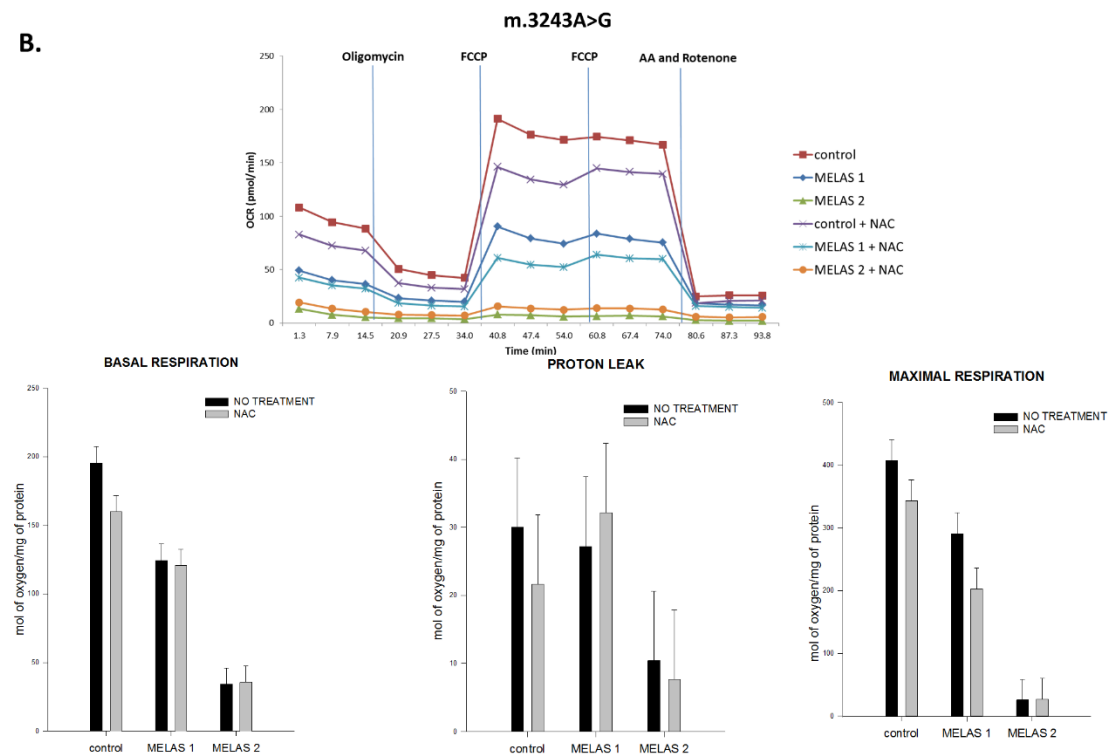 m.3243A>G
B.
Oligomycin FCCP FCCP AA and Rotenone
OCR (pmol/min)
250
200
150
100
50
0
1.3 7.9 14.5 20.9 27.5 34.0 40.8 47.4 54.0 60.8 67.4 74.0 80.6 87.3 93.8
Time (min)
control
MELAS 1
MELAS 2
control + NAC
MELAS 1 + NAC
MELAS 2 + NAC
BASAL RESPIRATION
NO TREATMENT
NAC
mol of oxygen/mg of protein
250
200
150
100
50
0
control MELAS 1 MELAS 2
PROTON LEAK
NO TREATMENT
NAC
mol of oxygen/mg of protein
50
40
30
20
10
0
control MELAS 1 MELAS 2
MAXIMAL RESPIRATION
NO TREATMENT
NAC
mol of oxygen/mg of protein
500
400
300
200
100
0
control MELAS 1 MELAS 2